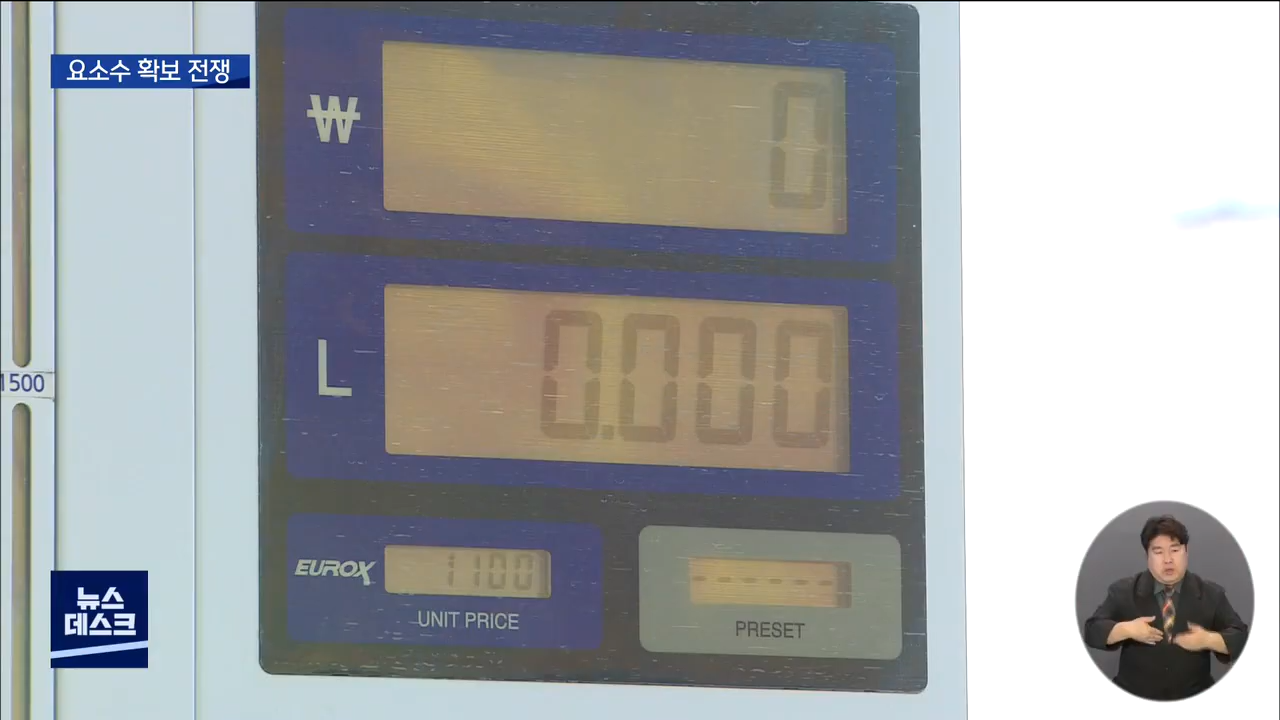 요소수 확보 전쟁
₩
0
L
0.000
1500
EUROX
1100
UNIT PRICE
------
PRESET
뉴스
데스크